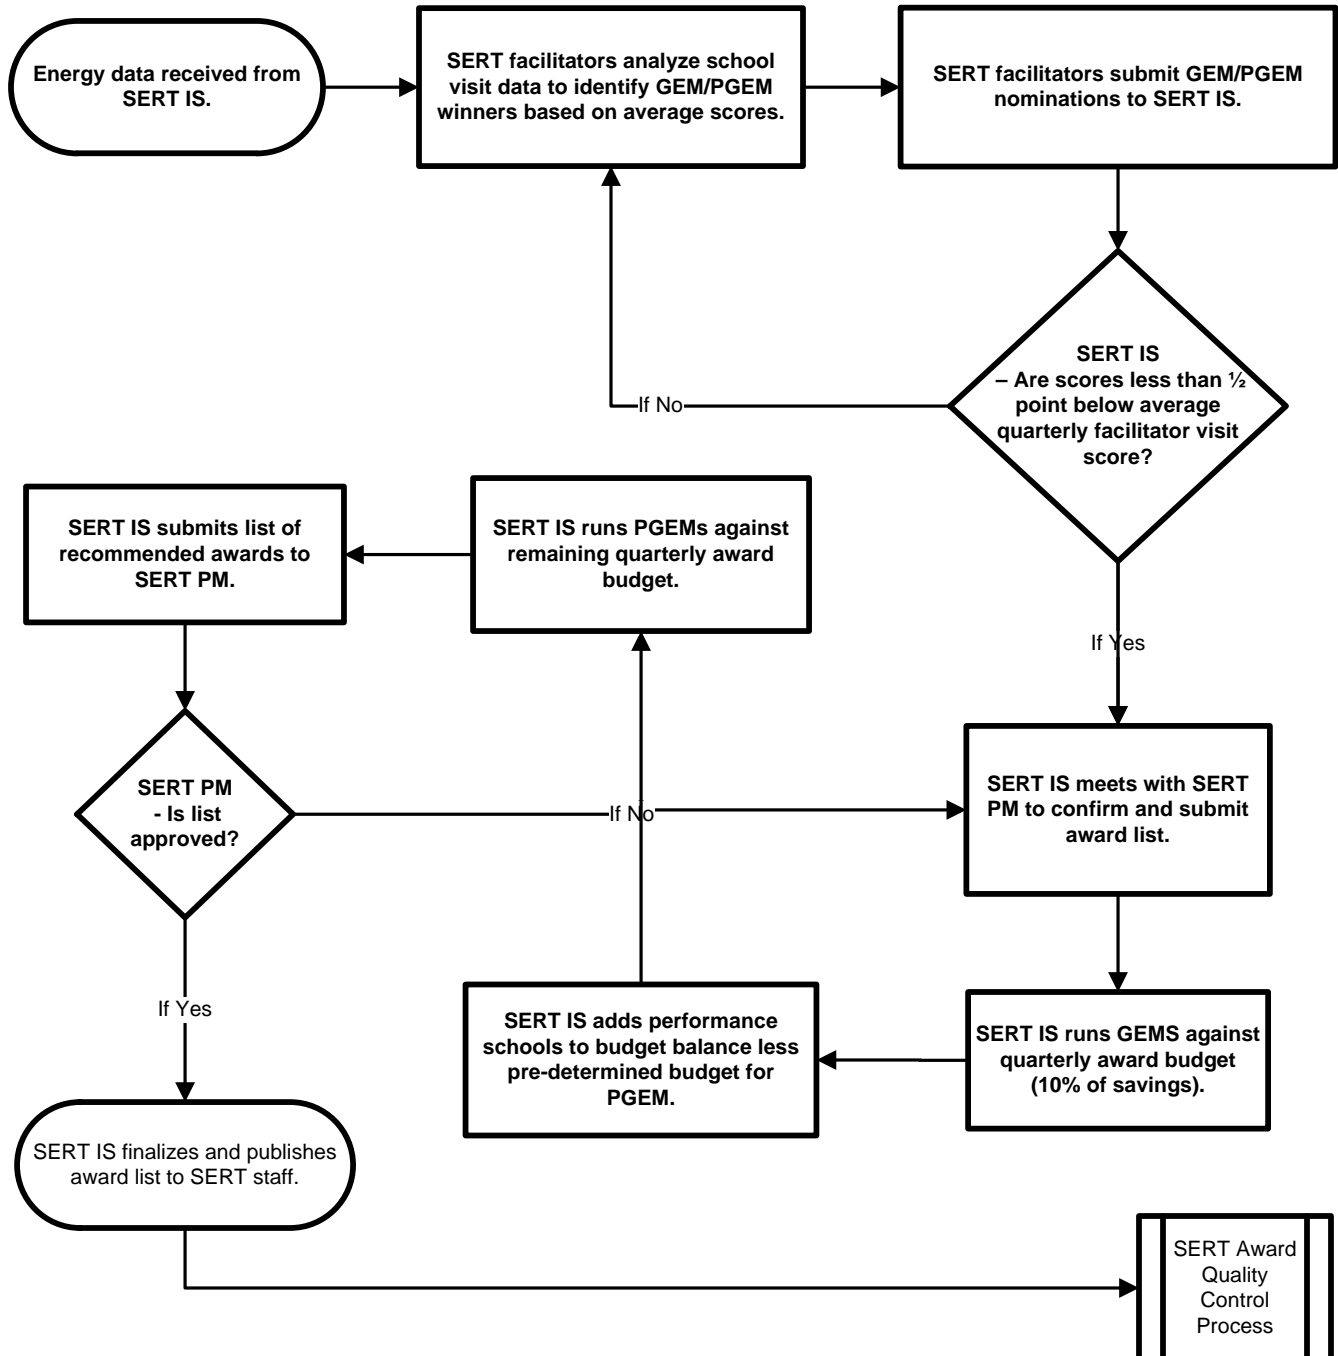 Energy data received from
SERT IS.
SERT facilitators analyze school
visit data to identify GEM/PGEM
winners based on average scores.
SERT facilitators submit GEM/PGEM
nominations to SERT IS.
SERT IS
– Are scores less than ½
point below average
quarterly facilitator visit
score?
If No
If Yes
SERT IS submits list of
recommended awards to
SERT PM.
SERT IS runs PGEMs against
remaining quarterly award
budget.
SERT PM
- Is list
approved?
If No
SERT IS meets with SERT
PM to confirm and submit
award list.
If Yes
SERT IS adds performance
schools to budget balance less
pre-determined budget for
PGEM.
SERT IS runs GEMS against
quarterly award budget
(10% of savings).
SERT IS finalizes and publishes
award list to SERT staff.
SERT Award
Quality
Control
Process